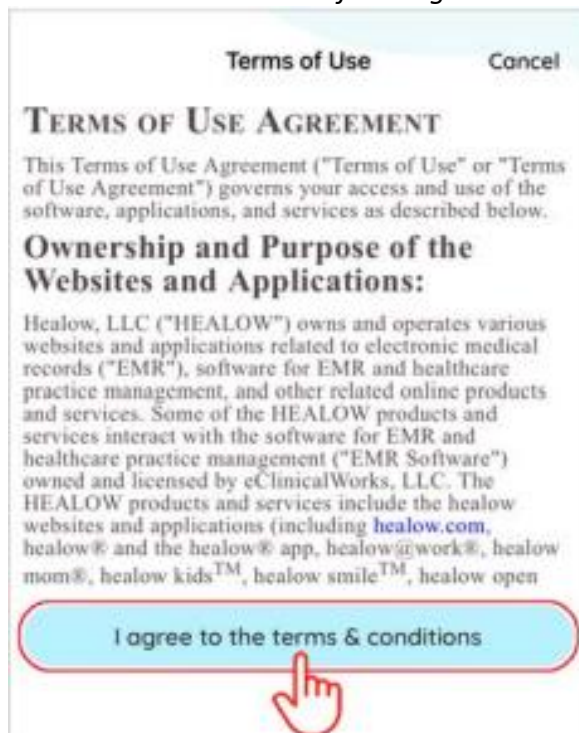 Terms of Use Cancel
TERMS OF USE AGREEMENT
This Terms of Use Agreement ("Terms of Use" or "Terms
of Use Agreement") governs your access and use of the
software, applications, and services as described below.
Ownership and Purpose of the
Websites and Applications:
Healow, LLC ("HEALOW") owns and operates various
websites and applications related to electronic medical
records ("EMR"), software for EMR and healthcare
practice management, and other related online products
and services. Some of the HEALOW products and
services interact with the software for EMR and
healthcare practice management ("EMR Software")
owned and licensed by eClinicalWorks, LLC. The
HEALOW products and services include the healow
websites and applications (including healow.com,
healow® and the healow® app, healow@work®, healow
mom®, healow kids™, healow smile™, healow open
I agree to the terms & conditions